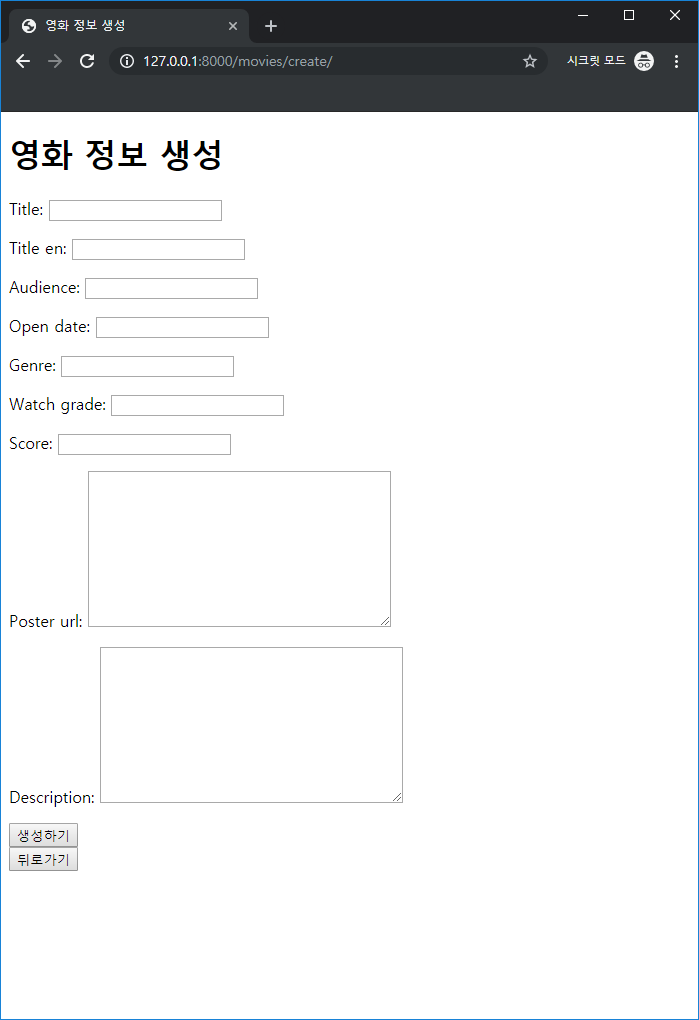 영화 정보 생성
127.0.0.1:8000/movies/create/
시크릿 모드
영화 정보 생성
Title:
Title en:
Audience:
Open date:
Genre:
Watch grade:
Score:
Poster url:
Description:
생성하기
뒤로가기